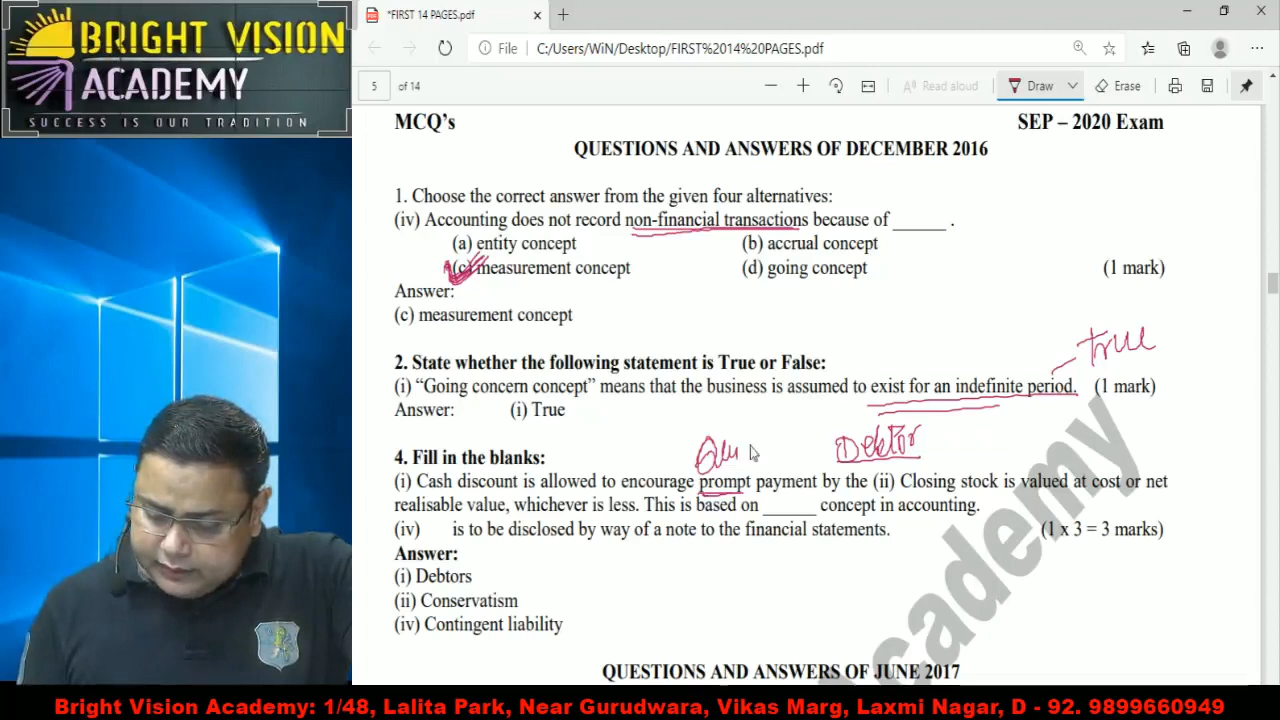 BRIGHT VISION
ACADEMY
SUCCESS IS OUR TRADITION
*FIRST 14 PAGES.pdf
File C:/Users/WiN/Desktop/FIRST%2014%20PAGES.pdf
5 of 14
Read aloud Draw Erase
MCQ's SEP – 2020 Exam
QUESTIONS AND ANSWERS OF DECEMBER 2016
1. Choose the correct answer from the given four alternatives:
(iv) Accounting does not record non-financial transactions because of ______ .
(a) entity concept (b) accrual concept
(c) measurement concept (d) going concept (1 mark)
Answer:
(c) measurement concept
true
2. State whether the following statement is True or False:
(i) “Going concern concept” means that the business is assumed to exist for an indefinite period. (1 mark)
Answer: (i) True
Debtor
4. Fill in the blanks:
(i) Cash discount is allowed to encourage prompt payment by the (ii) Closing stock is valued at cost or net
realisable value, whichever is less. This is based on ______ concept in accounting.
(iv) is to be disclosed by way of a note to the financial statements. (1 x 3 = 3 marks)
Answer:
(i) Debtors
(ii) Conservatism
(iv) Contingent liability
cademy
QUESTIONS AND ANSWERS OF JUNE 2017
Bright Vision Academy: 1/48, Lalita Park, Near Gurudwara, Vikas Marg, Laxmi Nagar, D - 92. 9899660949